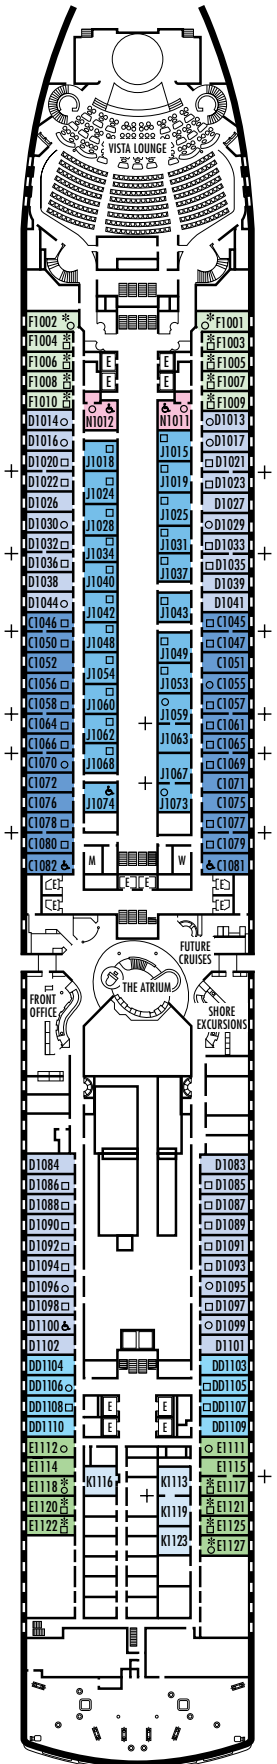 VISTA LOUNGE
F1002 F1001
F1004 F1003
F1006 E E F1005
F1008 E E F1007
F1010 F1009
N1012 N1011
D1014 D1013
D1016 D1017
J1018 J1015
D1020 D1021
D1022 J1024 J1019 D1023
D1026 D1027
J1028 J1025
D1030 D1029
D1032 J1034 J1031 D1033
D1036 D1035
D1038 J1040 J1037 D1039
D1044 J1042 J1043 D1041
C1046 C1045
C1050 J1048 J1049 C1047
C1052 C1051
C1056 J1054 J1053 C1055
C1058 J1060 J1059 C1057
C1064 C1061
C1066 J1062 J1063 C1065
C1070 J1068 J1067 C1069
C1072 C1071
C1076 J1074 J1073 C1075
C1078 C1077
C1080 C1079
C1082 M W C1081
E E E E
E E
FUTURE
CRUISES
THE ATRIUM
FRONT
OFFICE
SHORE
EXCURSIONS
D1084 D1083
D1086 D1085
D1088 D1087
D1090 D1089
D1092 D1091
D1094 D1093
D1096 D1095
D1098 D1097
D1100 D1099
D1102 D1101
DD1104 DD1103
DD1106 DD1105
DD1108 E E DD1107
DD1110 E E DD1109
E1112 E1111
E1114 E1115
E1118 K1116 K1113 E1117
E1120 E1121
E1122 K1119 E1125
K1123 E1127